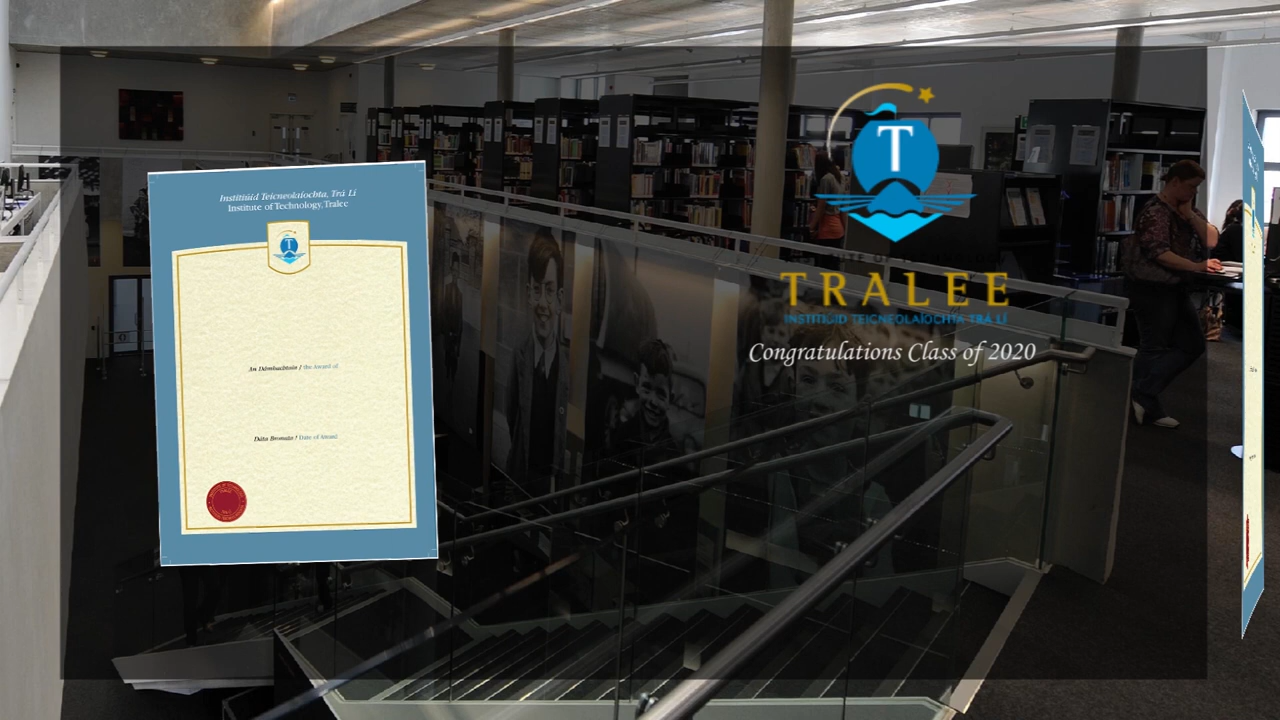 Institiúid Teicneolaíochta, Trá Lí
Institute of Technology, Tralee
T
An Dámhachtain / the Award of
Dáta Bronnta / Date of Award
T
TRALEE
INSTITIÚID TEICNEOLAÍOCHTA TRÁ LÍ
Congratulations Class of 2020